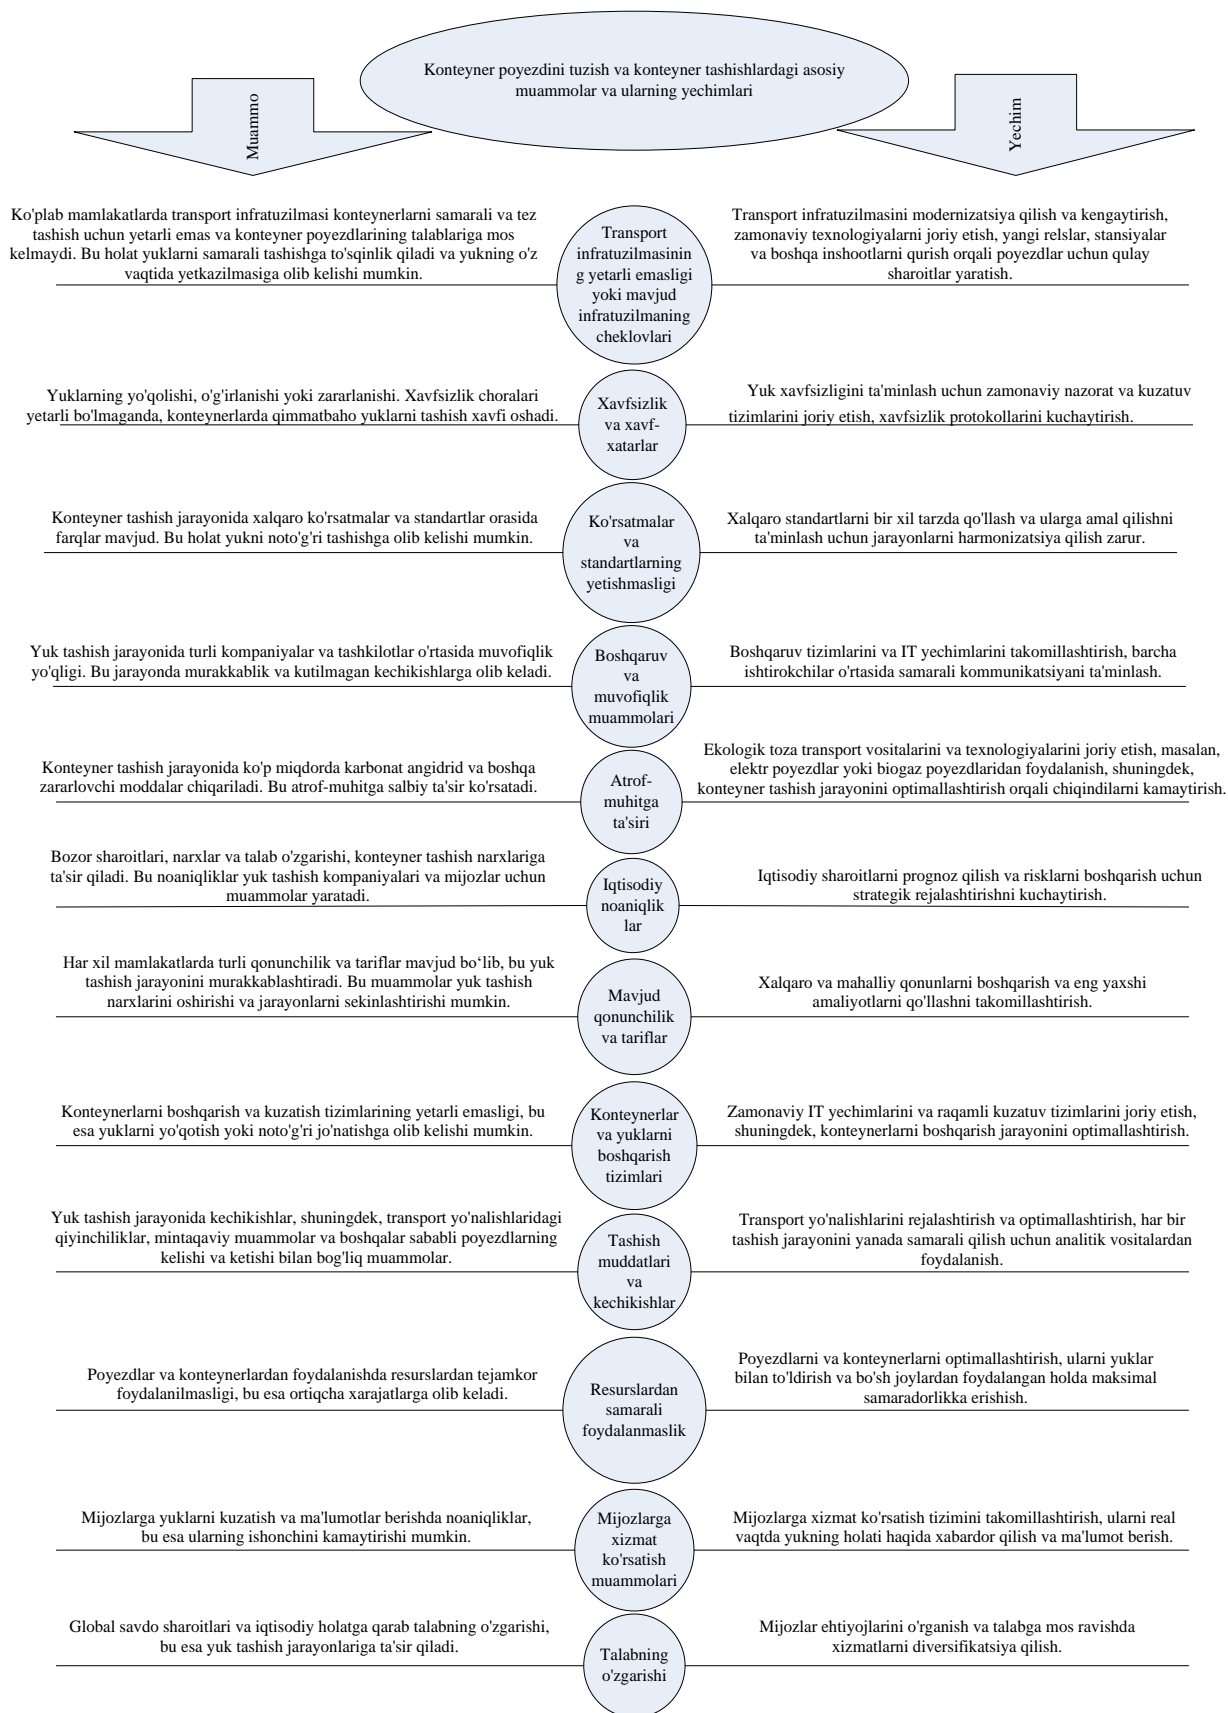 Konteyner poyezdini tuzish va konteyner tashishlardagi asosiy
muammolar va ularning yechimlari
Muammo
Yechim
Ko'plab mamlakatlarda transport infratuzilmasi konteynerlarni samarali va tez
tashish uchun yetarli emas va konteyner poyezdlarining talablariga mos
kelmaydi. Bu holat yuklarni samarali tashishga to'sqinlik qiladi va yukning o'z
vaqtida yetkazilmasiga olib kelishi mumkin.
Transport
infratuzilmasinin
g yetarli emasligi
yoki mavjud
infratuzilmaning
cheklovlari
Transport infratuzilmasini modernizatsiya qilish va kengaytirish,
zamonaviy texnologiyalarni joriy etish, yangi relslar, stansiyalar
va boshqa inshootlarni qurish orqali poyezdlar uchun qulay
sharoitlar yaratish.
Yuklarning yo'qolishi, o'g'irlanishi yoki zararlanishi. Xavfsizlik choralari
yetarli bo'lmaganda, konteynerlarda qimmatbaho yuklarni tashish xavfi oshadi.
Xavfsizlik
va xavf-
xatarlar
Yuk xavfsizligini ta'minlash uchun zamonaviy nazorat va kuzatuv
tizimlarini joriy etish, xavfsizlik protokollarini kuchaytirish.
Konteyner tashish jarayonida xalqaro ko'rsatmalar va standartlar orasida
farqlar mavjud. Bu holat yukni noto'g'ri tashishga olib kelishi mumkin.
Ko'rsatmalar
va
standartlarning
yetishmasligi
Xalqaro standartlarni bir xil tarzda qo'llash va ularga amal qilishni
ta'minlash uchun jarayonlarni harmonizatsiya qilish zarur.
Yuk tashish jarayonida turli kompaniyalar va tashkilotlar o'rtasida muvofiqlik
yo'qligi. Bu jarayonda murakkablik va kutilmagan kechikishlarga olib keladi.
Boshqaruv
va
muvofiqlik
muammolari
Boshqaruv tizimlarini va IT yechimlarini takomillashtirish, barcha
ishtirokchilar o'rtasida samarali kommunikatsiyani ta'minlash.
Konteyner tashish jarayonida ko'p miqdorda karbonat angidrid va boshqa
zararlovchi moddalar chiqariladi. Bu atrof-muhitga salbiy ta'sir ko'rsatadi.
Atrof-
muhitga
ta'siri
Ekologik toza transport vositalarini va texnologiyalarini joriy etish, masalan,
elektr poyezdlar yoki biogaz poyezdlaridan foydalanish, shuningdek,
konteyner tashish jarayonini optimallashtirish orqali chiqindilarni kamaytirish.
Bozor sharoitlari, narxlar va talab o'zgarishi, konteyner tashish narxlariga
ta'sir qiladi. Bu noaniqliklar yuk tashish kompaniyalari va mijozlar uchun
muammolar yaratadi.
Iqtisodiy
noaniqlik
lar
Iqtisodiy sharoitlarni prognoz qilish va risklarni boshqarish uchun
strategik rejalashtirishni kuchaytirish.
Har xil mamlakatlarda turli qonunchilik va tariflar mavjud bo‘lib, bu yuk
tashish jarayonini murakkablashtiradi. Bu muammolar yuk tashish
narxlarini oshirishi va jarayonlarni sekinlashtirishi mumkin.
Mavjud
qonunchilik
va tariflar
Xalqaro va mahalliy qonunlarni boshqarish va eng yaxshi
amaliyotlarni qo'llashni takomillashtirish.
Konteynerlarni boshqarish va kuzatish tizimlarining yetarli emasligi, bu
esa yuklarni yo'qotish yoki noto'g'ri jo'natishga olib kelishi mumkin.
Konteynerlar
va yuklarni
boshqarish
tizimlari
Zamonaviy IT yechimlarini va raqamli kuzatuv tizimlarini joriy etish,
shuningdek, konteynerlarni boshqarish jarayonini optimallashtirish.
Yuk tashish jarayonida kechikishlar, shuningdek, transport yo'nalishlaridagi
qiyinchiliklar, mintaqaviy muammolar va boshqalar sababli poyezdlarning
kelishi va ketishi bilan bog'liq muammolar.
Tashish
muddatlari
va
kechikishlar
Transport yo'nalishlarini rejalashtirish va optimallashtirish, har bir
tashish jarayonini yanada samarali qilish uchun analitik vositalardan
foydalanish.
Poyezdlar va konteynerlardan foydalanishda resurslardan tejamkor
foydalanilmasligi, bu esa ortiqcha xarajatlarga olib keladi.
Resurslardan
samarali
foydalanmaslik
Poyezdlarni va konteynerlarni optimallashtirish, ularni yuklar
bilan to'ldirish va bo'sh joylardan foydalangan holda maksimal
samaradorlikka erishish.
Mijozlarga yuklarni kuzatish va ma'lumotlar berishda noaniqliklar,
bu esa ularning ishonchini kamaytirishi mumkin.
Mijozlarga
xizmat
ko'rsatish
muammolari
Mijozlarga xizmat ko'rsatish tizimini takomillashtirish, ularni real
vaqtda yukning holati haqida xabardor qilish va ma'lumot berish.
Global savdo sharoitlari va iqtisodiy holatga qarab talabning o'zgarishi,
bu esa yuk tashish jarayonlariga ta'sir qiladi.
Talabning
o'zgarishi
Mijozlar ehtiyojlarini o'rganish va talabga mos ravishda
xizmatlarni diversifikatsiya qilish.